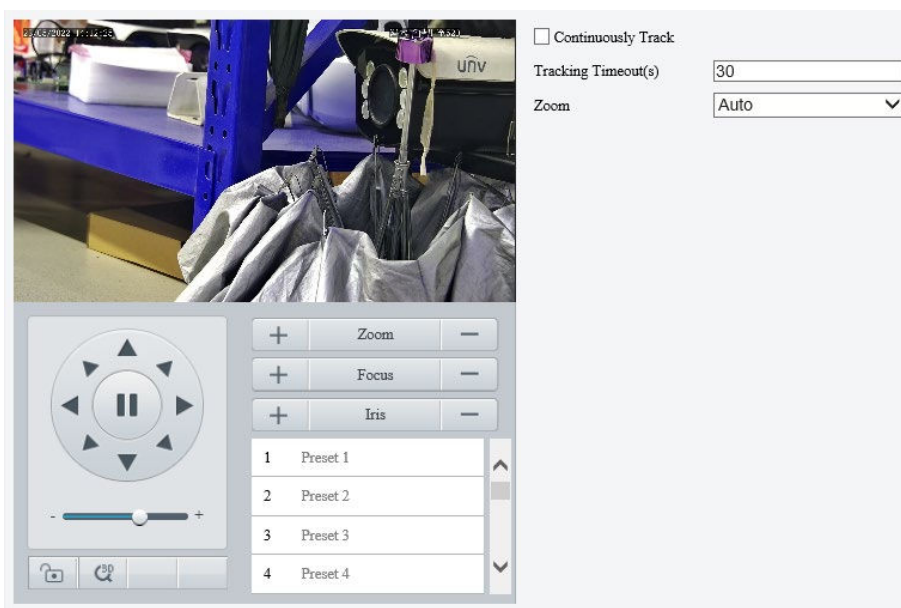 unv
Continuously Track
Tracking Timeout(s)
30
Zoom
Auto
+ Zoom −
+ Focus −
+ Iris −
1 Preset 1
2 Preset 2
3 Preset 3
4 Preset 4
- +
3D